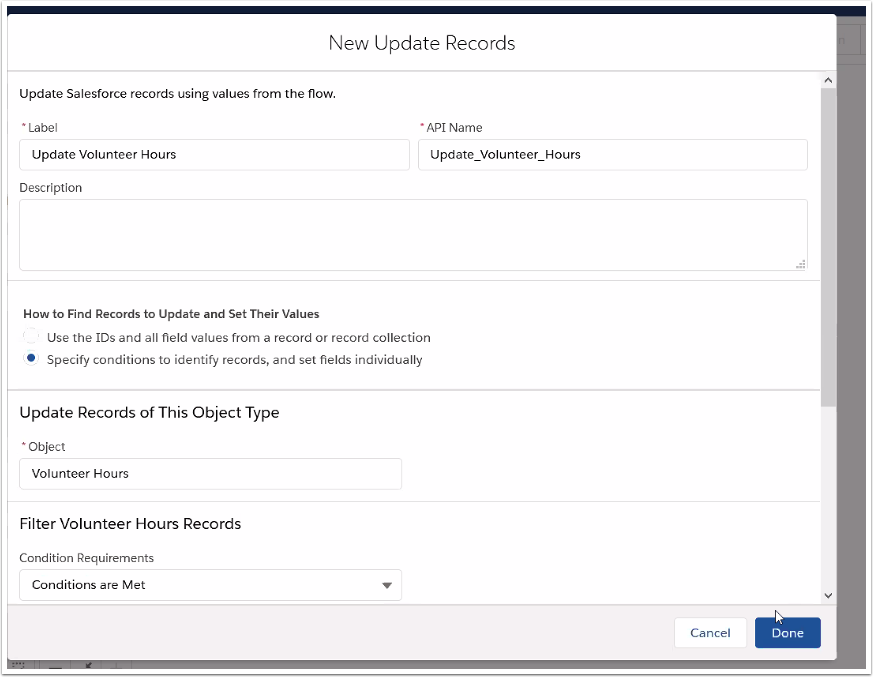 New Update Records
Update Salesforce records using values from the flow.
* Label
* API Name
Update Volunteer Hours
Update_Volunteer_Hours
Description
How to Find Records to Update and Set Their Values
Use the IDs and all field values from a record or record collection
Specify conditions to identify records, and set fields individually
Update Records of This Object Type
* Object
Volunteer Hours
Filter Volunteer Hours Records
Condition Requirements
Conditions are Met
Cancel
Done